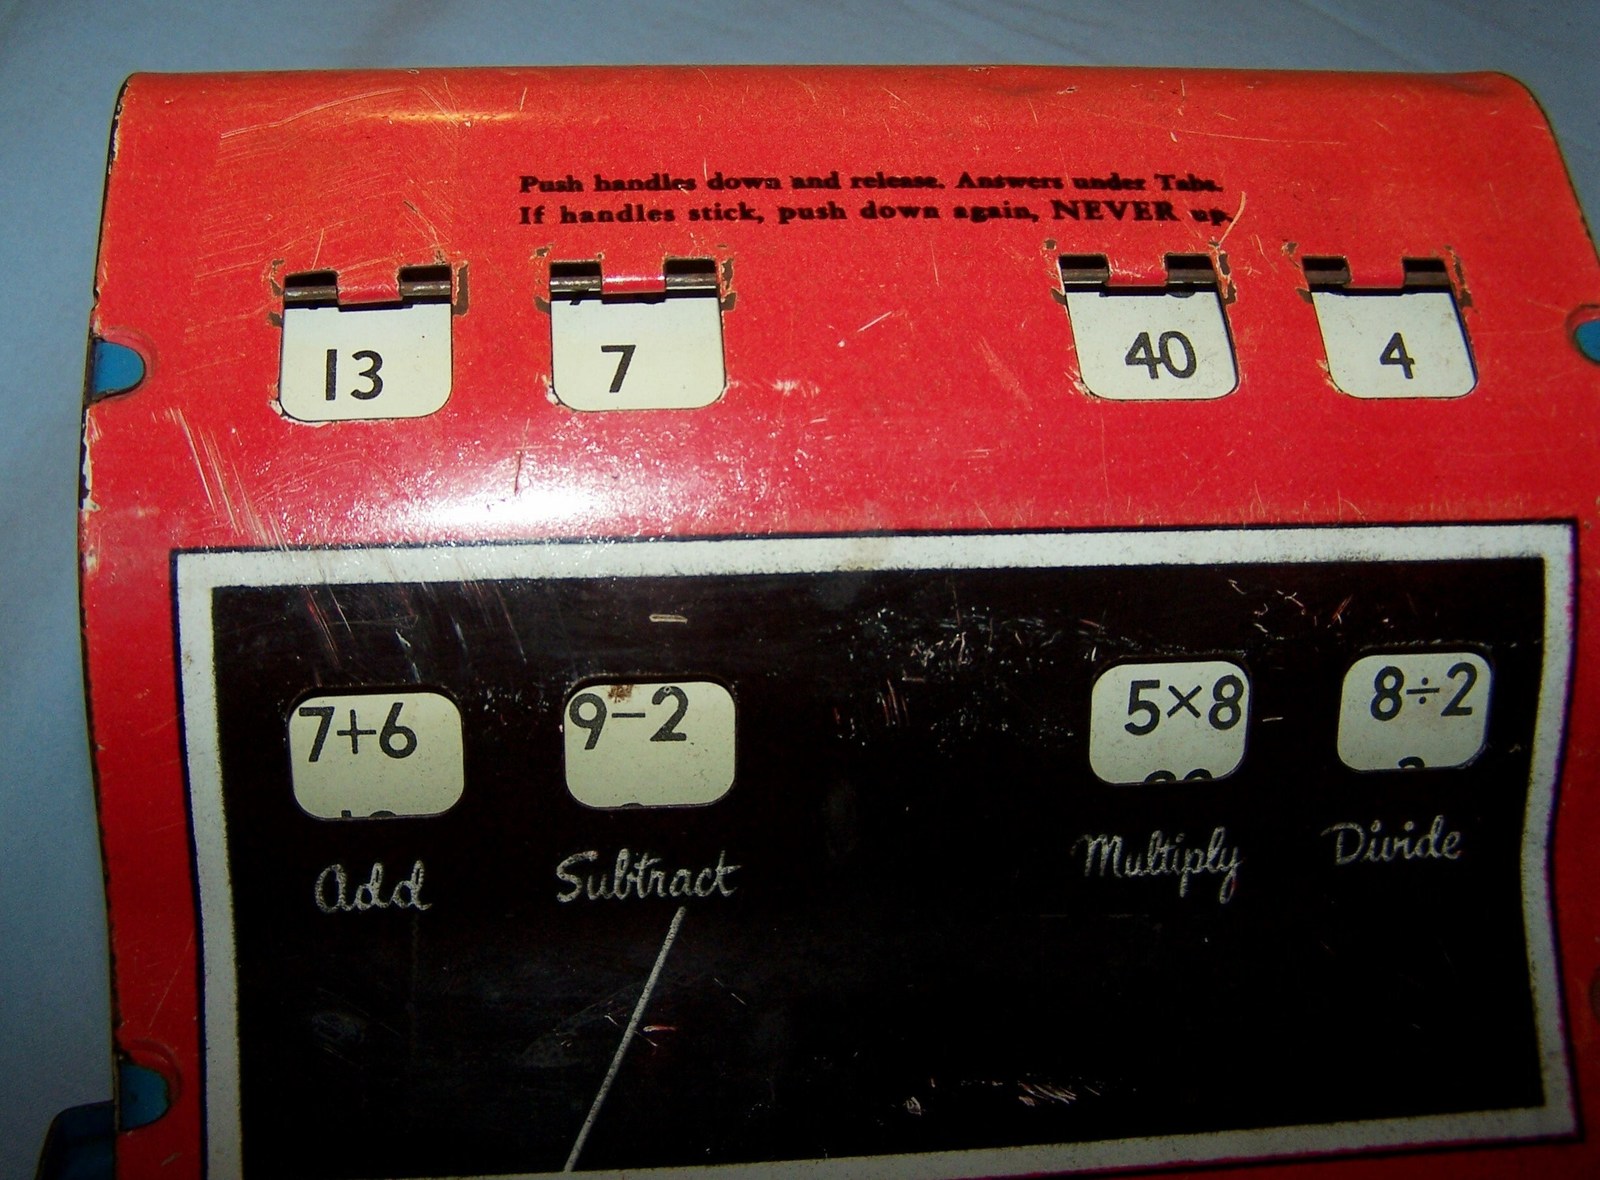 Push handles down and release. Answers under Tabs.
If handles stick, push down again, NEVER up.
13 7 40 4
7+6 9-2 5×8 8÷2
Add Subtract Multiply Divide